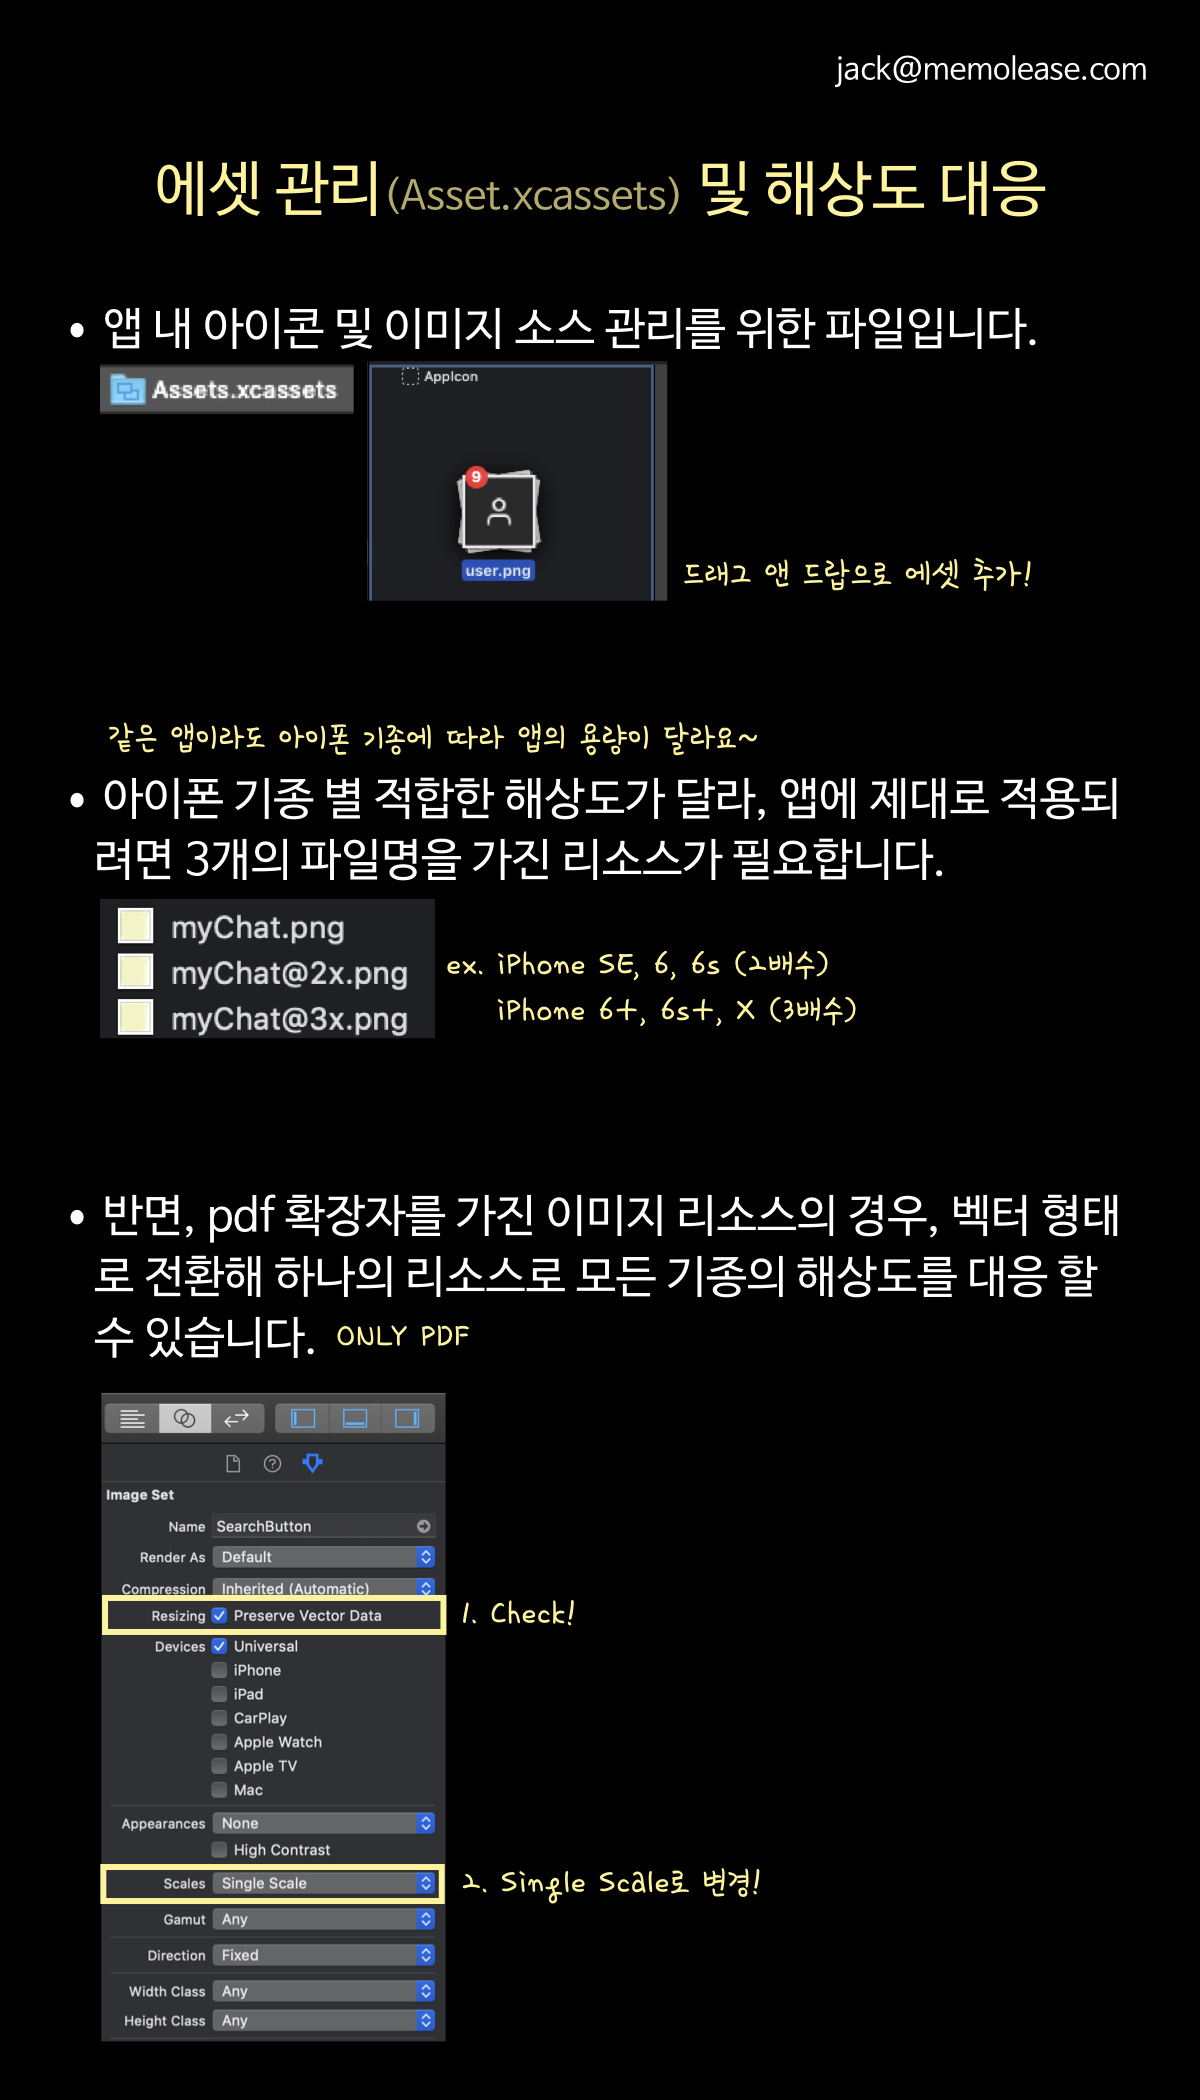 jack@memolease.com
에셋 관리(Asset.xcassets) 및 해상도 대응
• 앱 내 아이콘 및 이미지 소스 관리를 위한 파일입니다.
Assets.xcassets
AppIcon
9
user.png
드래그 앤 드랍으로 에셋 추가!
같은 앱이라도 아이폰 기종에 따라 앱의 용량이 달라요~
• 아이폰 기종 별 적합한 해상도가 달라, 앱에 제대로 적용되
려면 3개의 파일명을 가진 리소스가 필요합니다.
myChat.png
myChat@2x.png
myChat@3x.png
ex. iPhone SE, 6, 6s (2배수)
iPhone 6+, 6s+, X (3배수)
• 반면, pdf 확장자를 가진 이미지 리소스의 경우, 벡터 형태
로 전환해 하나의 리소스로 모든 기종의 해상도를 대응 할
수 있습니다. ONLY PDF
Image Set
Name SearchButton
Render As Default
Compression Inherited (Automatic)
Resizing Preserve Vector Data
1. Check!
Devices Universal
iPhone
iPad
CarPlay
Apple Watch
Apple TV
Mac
Appearances None
High Contrast
Scales Single Scale
2. Single Scale로 변경!
Gamut Any
Direction Fixed
Width Class Any
Height Class Any